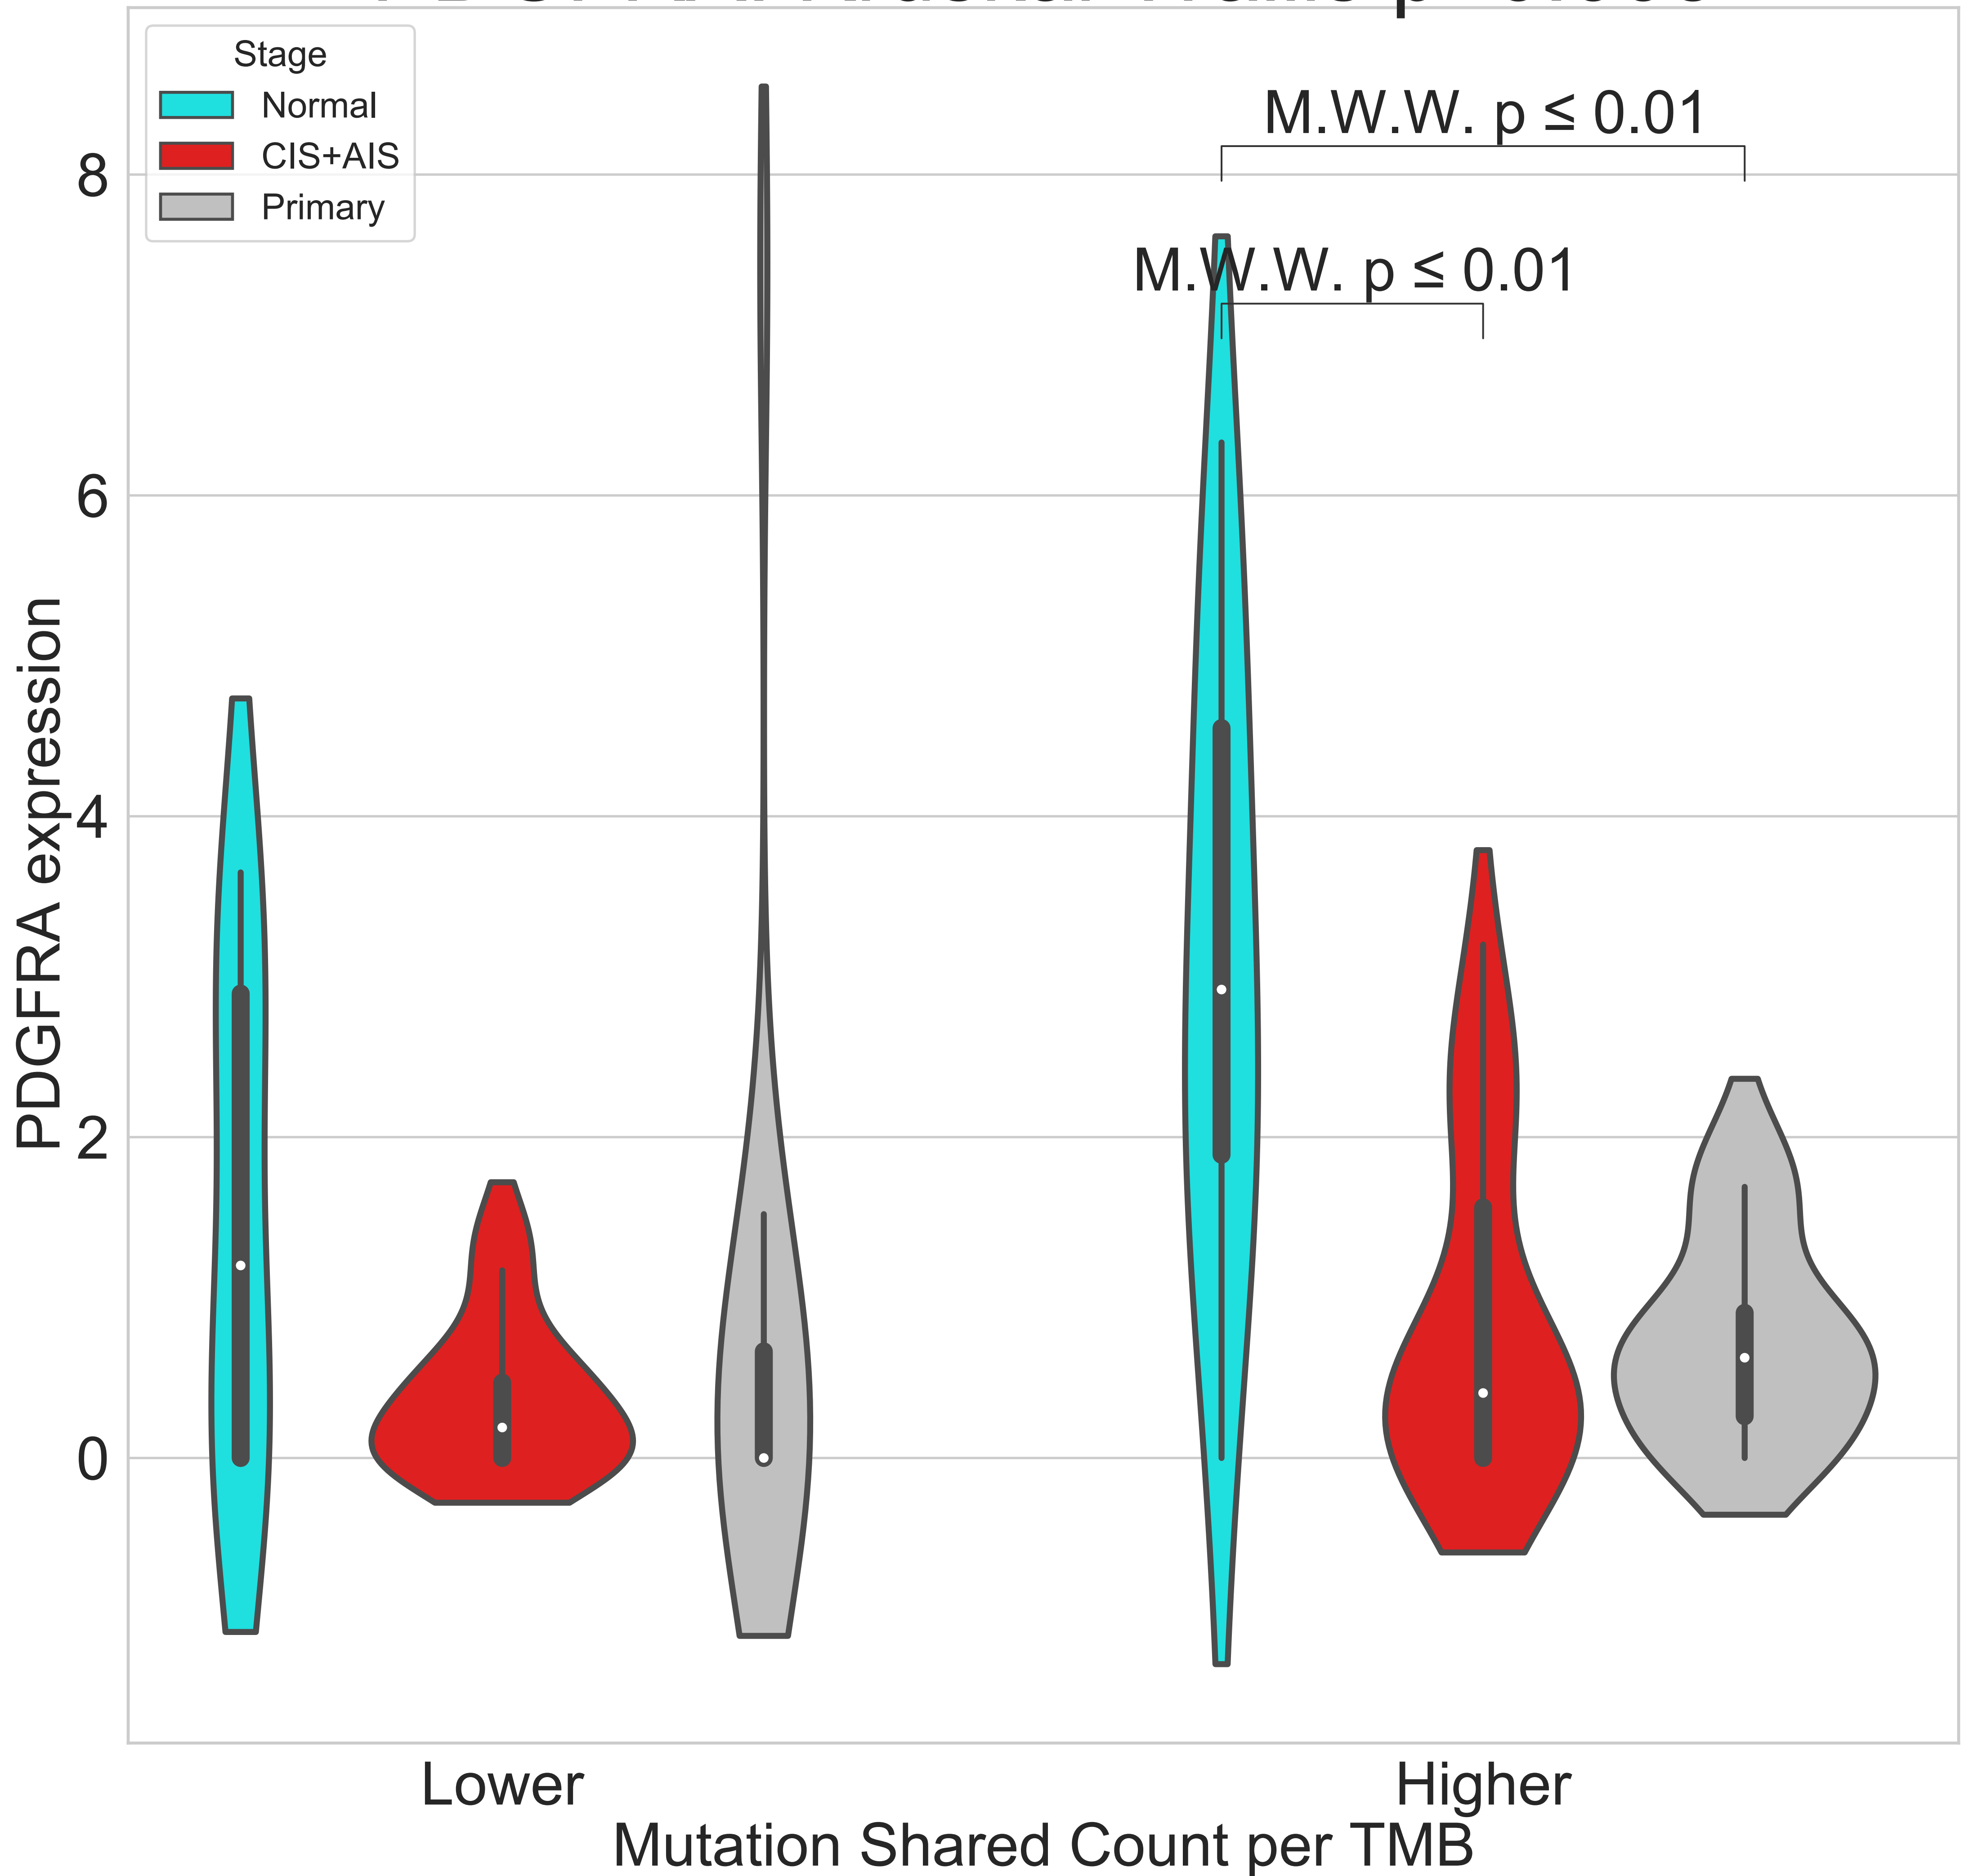 Stage
Normal
CIS+AIS
Primary
M.W.W. p ≤ 0.01
M.W.W. p ≤ 0.01
8
6
4
2
0
PDGFRA expression
Lower
Higher
Mutation Shared Count per TMB